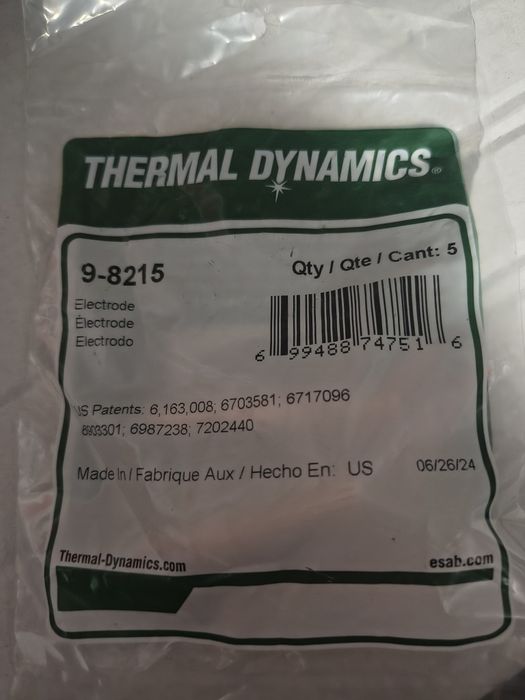 THERMAL DYNAMICS®
9-8215
Qty / Qte / Cant: 5
Electrode
Électrode
Electrodo
6 99488 74751 6
US Patents: 6,163,008; 6703581; 6717096
6987238; 7202440
Made In / Fabrique Aux / Hecho En: US 06/26/24
Thermal-Dynamics.com esab.com